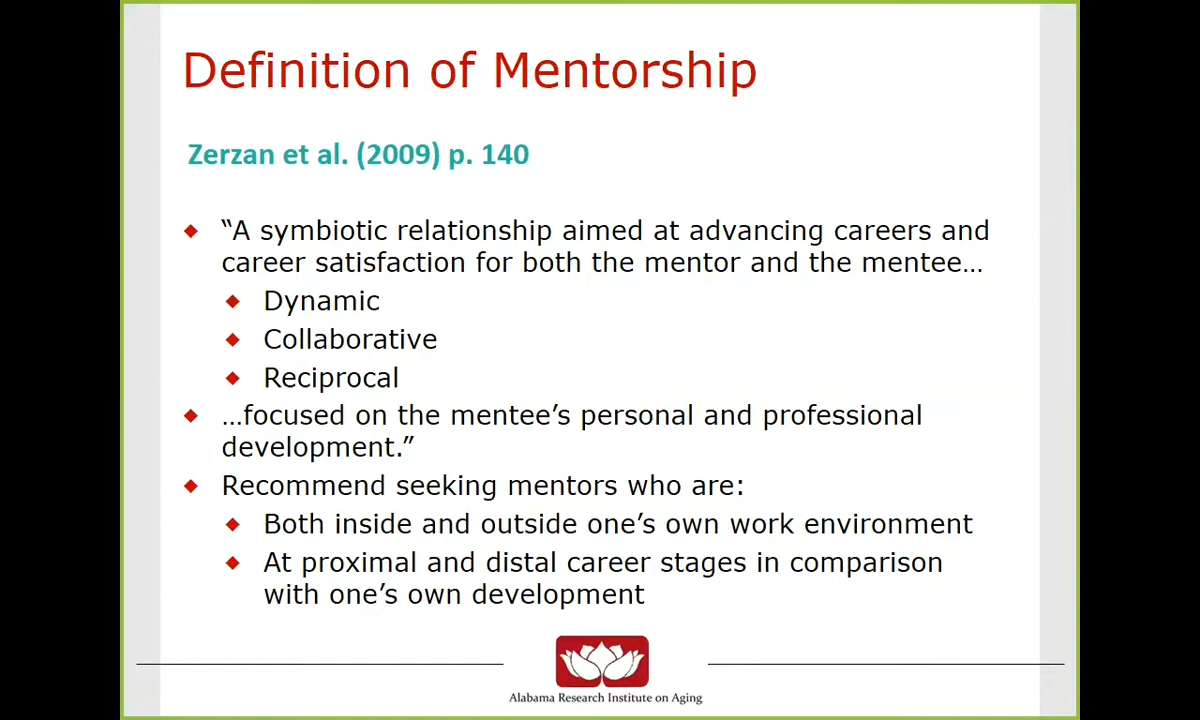 Definition of Mentorship
Zerzan et al. (2009) p. 140
“A symbiotic relationship aimed at advancing careers and
career satisfaction for both the mentor and the mentee…
Dynamic
Collaborative
Reciprocal
…focused on the mentee’s personal and professional
development.”
Recommend seeking mentors who are:
Both inside and outside one’s own work environment
At proximal and distal career stages in comparison
with one’s own development
Alabama Research Institute on Aging